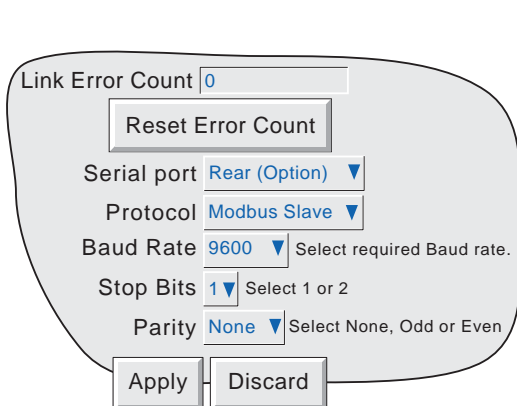 Link Error Count 0
Reset Error Count
Serial port Rear (Option)
Protocol Modbus Slave
Baud Rate 9600 Select required Baud rate.
Stop Bits 1 Select 1 or 2
Parity None Select None, Odd or Even
Apply Discard